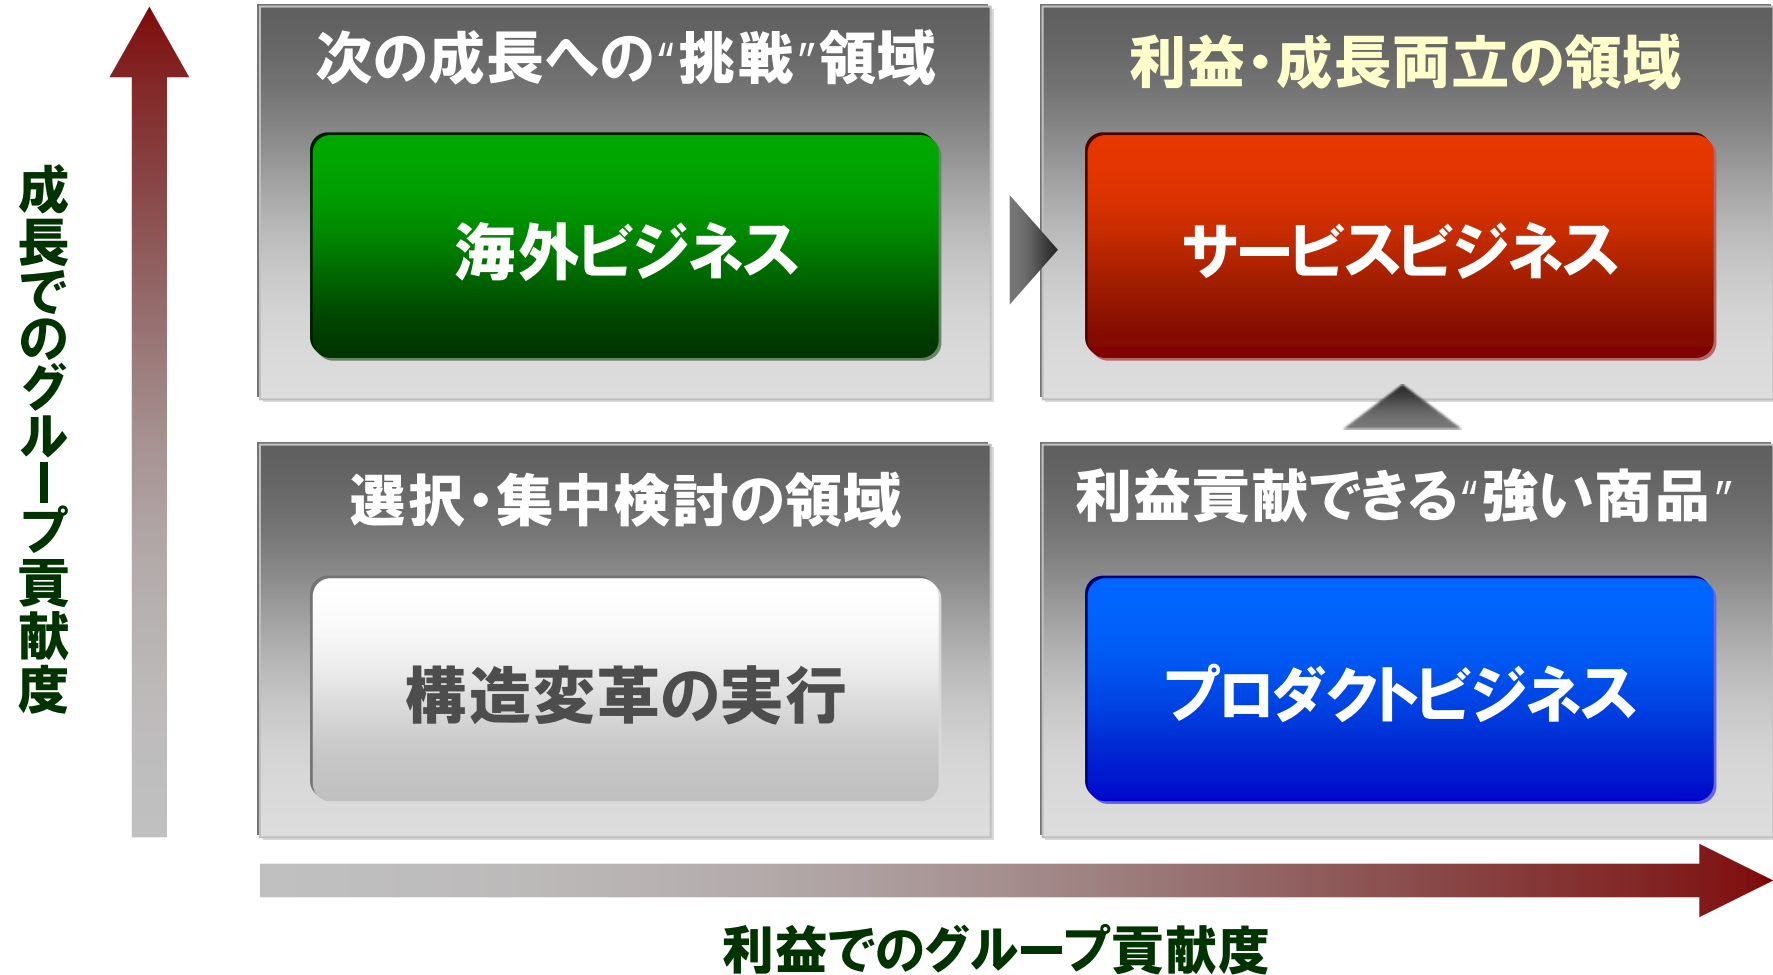 成長でのグループ貢献度
次の成長への“挑戦”領域
海外ビジネス
利益・成長両立の領域
サービスビジネス
選択・集中検討の領域
構造変革の実行
利益貢献できる“強い商品”
プロダクトビジネス
利益でのグループ貢献度